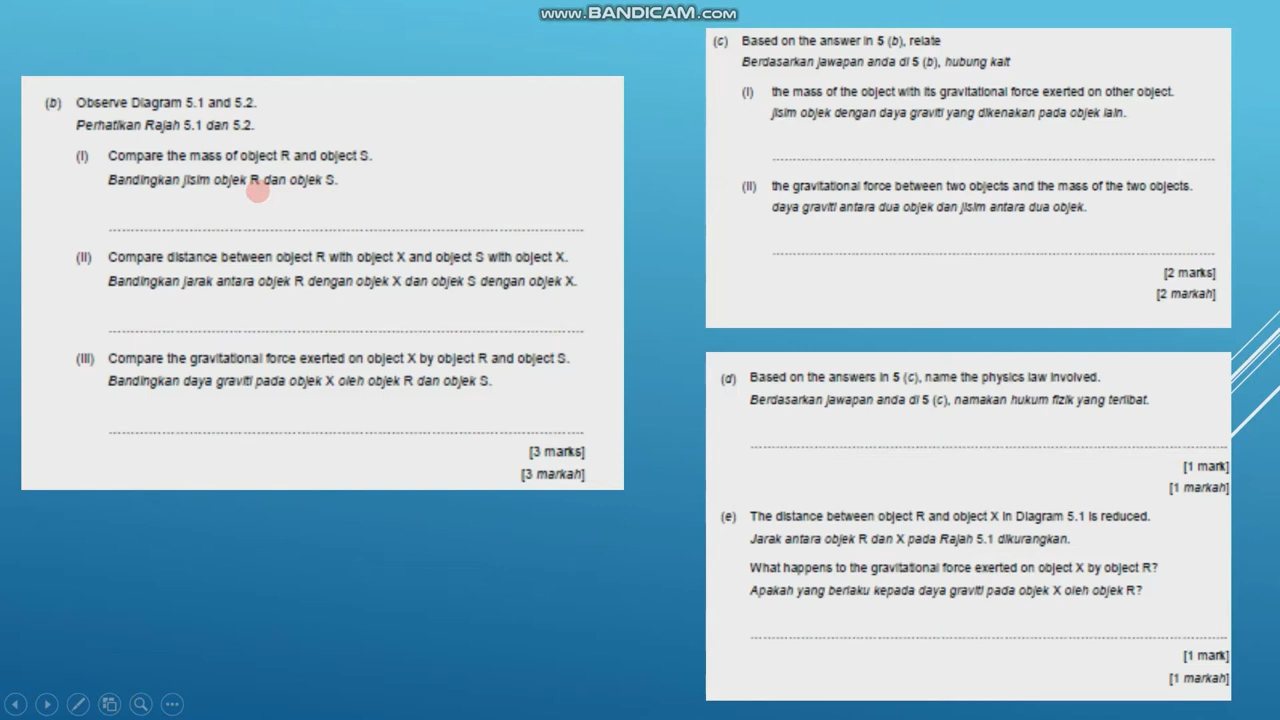 www.BANDICAM.com
(b) Observe Diagram 5.1 and 5.2.
Perhatikan Rajah 5.1 dan 5.2.
(i) Compare the mass of object R and object S.
Bandingkan jisim objek R dan objek S.
(ii) Compare distance between object R with object X and object S with object X.
Bandingkan jarak antara objek R dengan objek X dan objek S dengan objek X.
(iii) Compare the gravitational force exerted on object X by object R and object S.
Bandingkan daya graviti pada objek X oleh objek R dan objek S.
[3 marks]
[3 markah]
(c) Based on the answer in 5 (b), relate
Berdasarkan jawapan anda di 5 (b), hubung kait
(i) the mass of the object with its gravitational force exerted on other object.
jisim objek dengan daya graviti yang dikenakan pada objek lain.
(ii) the gravitational force between two objects and the mass of the two objects.
daya graviti antara dua objek dan jisim antara dua objek.
[2 marks]
[2 markah]
(d) Based on the answers in 5 (c), name the physics law involved.
Berdasarkan jawapan anda di 5 (c), namakan hukum fizik yang terlibat.
[1 mark]
[1 markah]
(e) The distance between object R and object X in Diagram 5.1 is reduced.
Jarak antara objek R dan X pada Rajah 5.1 dikurangkan.
What happens to the gravitational force exerted on object X by object R?
Apakah yang berlaku kepada daya graviti pada objek X oleh objek R?
[1 mark]
[1 markah]